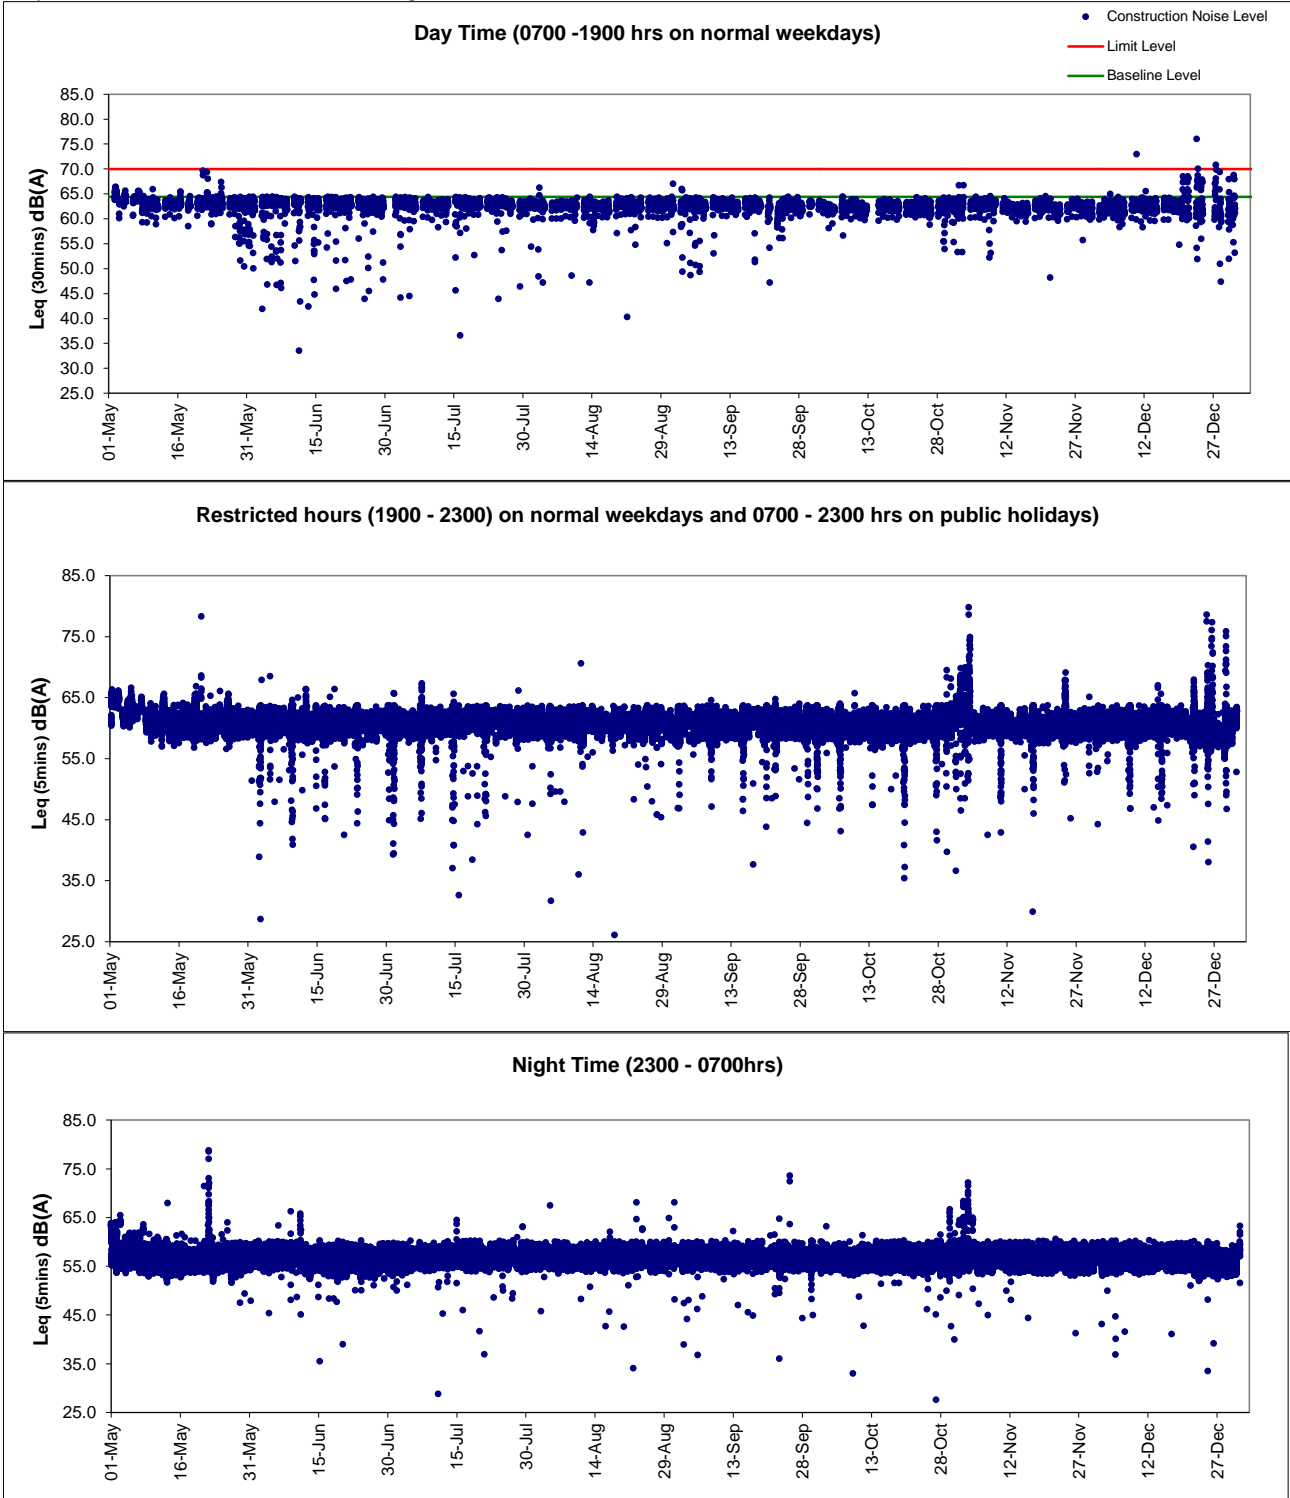 Day Time (0700 -1900 hrs on normal weekdays)
Construction Noise Level
Limit Level
Baseline Level
Leq (30mins) dB(A)
85.0
80.0
75.0
70.0
65.0
60.0
55.0
50.0
45.0
40.0
35.0
30.0
25.0
01-May
16-May
31-May
15-Jun
30-Jun
15-Jul
30-Jul
14-Aug
29-Aug
13-Sep
28-Sep
13-Oct
28-Oct
12-Nov
27-Nov
12-Dec
27-Dec
Restricted hours (1900 - 2300) on normal weekdays and 0700 - 2300 hrs on public holidays)
Leq (5mins) dB(A)
85.0
75.0
65.0
55.0
45.0
35.0
25.0
01-May
16-May
31-May
15-Jun
30-Jun
15-Jul
30-Jul
14-Aug
29-Aug
13-Sep
28-Sep
13-Oct
28-Oct
12-Nov
27-Nov
12-Dec
27-Dec
Night Time (2300 - 0700hrs)
Leq (5mins) dB(A)
85.0
75.0
65.0
55.0
45.0
35.0
25.0
01-May
16-May
31-May
15-Jun
30-Jun
15-Jul
30-Jul
14-Aug
29-Aug
13-Sep
28-Sep
13-Oct
28-Oct
12-Nov
27-Nov
12-Dec
27-Dec